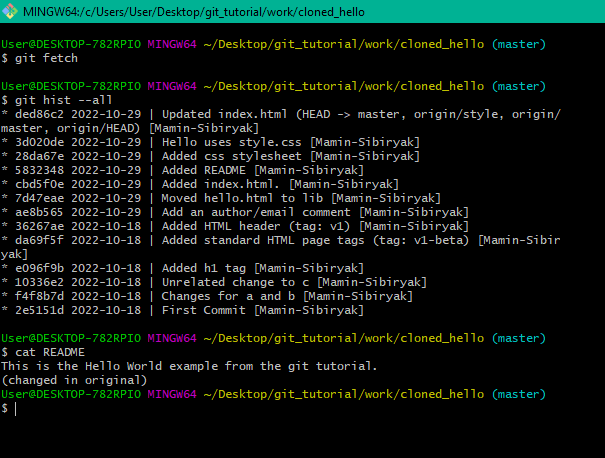 MINGW64:/c/Users/User/Desktop/git_tutorial/work/cloned_hello
User@DESKTOP-782RPIO MINGW64 ~/Desktop/git_tutorial/work/cloned_hello (master)
$ git fetch
User@DESKTOP-782RPIO MINGW64 ~/Desktop/git_tutorial/work/cloned_hello (master)
$ git hist --all
* ded86c2 2022-10-29 | Updated index.html (HEAD -> master, origin/style, origin/
master, origin/HEAD) [Mamin-Sibiryak]
* 3d020de 2022-10-29 | Hello uses style.css [Mamin-Sibiryak]
* 28da67e 2022-10-29 | Added css stylesheet [Mamin-Sibiryak]
* 5832348 2022-10-29 | Added README [Mamin-Sibiryak]
* cbd5f0e 2022-10-29 | Added index.html. [Mamin-Sibiryak]
* 7d47eae 2022-10-29 | Moved hello.html to lib [Mamin-Sibiryak]
* ae8b565 2022-10-29 | Add an author/email comment [Mamin-Sibiryak]
* 36267ae 2022-10-18 | Added HTML header (tag: v1) [Mamin-Sibiryak]
* da69f5f 2022-10-18 | Added standard HTML page tags (tag: v1-beta) [Mamin-Sibir
yak]
* e096f9b 2022-10-18 | Added h1 tag [Mamin-Sibiryak]
* 10336e2 2022-10-18 | Unrelated change to c [Mamin-Sibiryak]
* f4f8b7d 2022-10-18 | Changes for a and b [Mamin-Sibiryak]
* 2e5151d 2022-10-18 | First Commit [Mamin-Sibiryak]
User@DESKTOP-782RPIO MINGW64 ~/Desktop/git_tutorial/work/cloned_hello (master)
$ cat README
This is the Hello World example from the git tutorial.
(changed in original)
User@DESKTOP-782RPIO MINGW64 ~/Desktop/git_tutorial/work/cloned_hello (master)
$